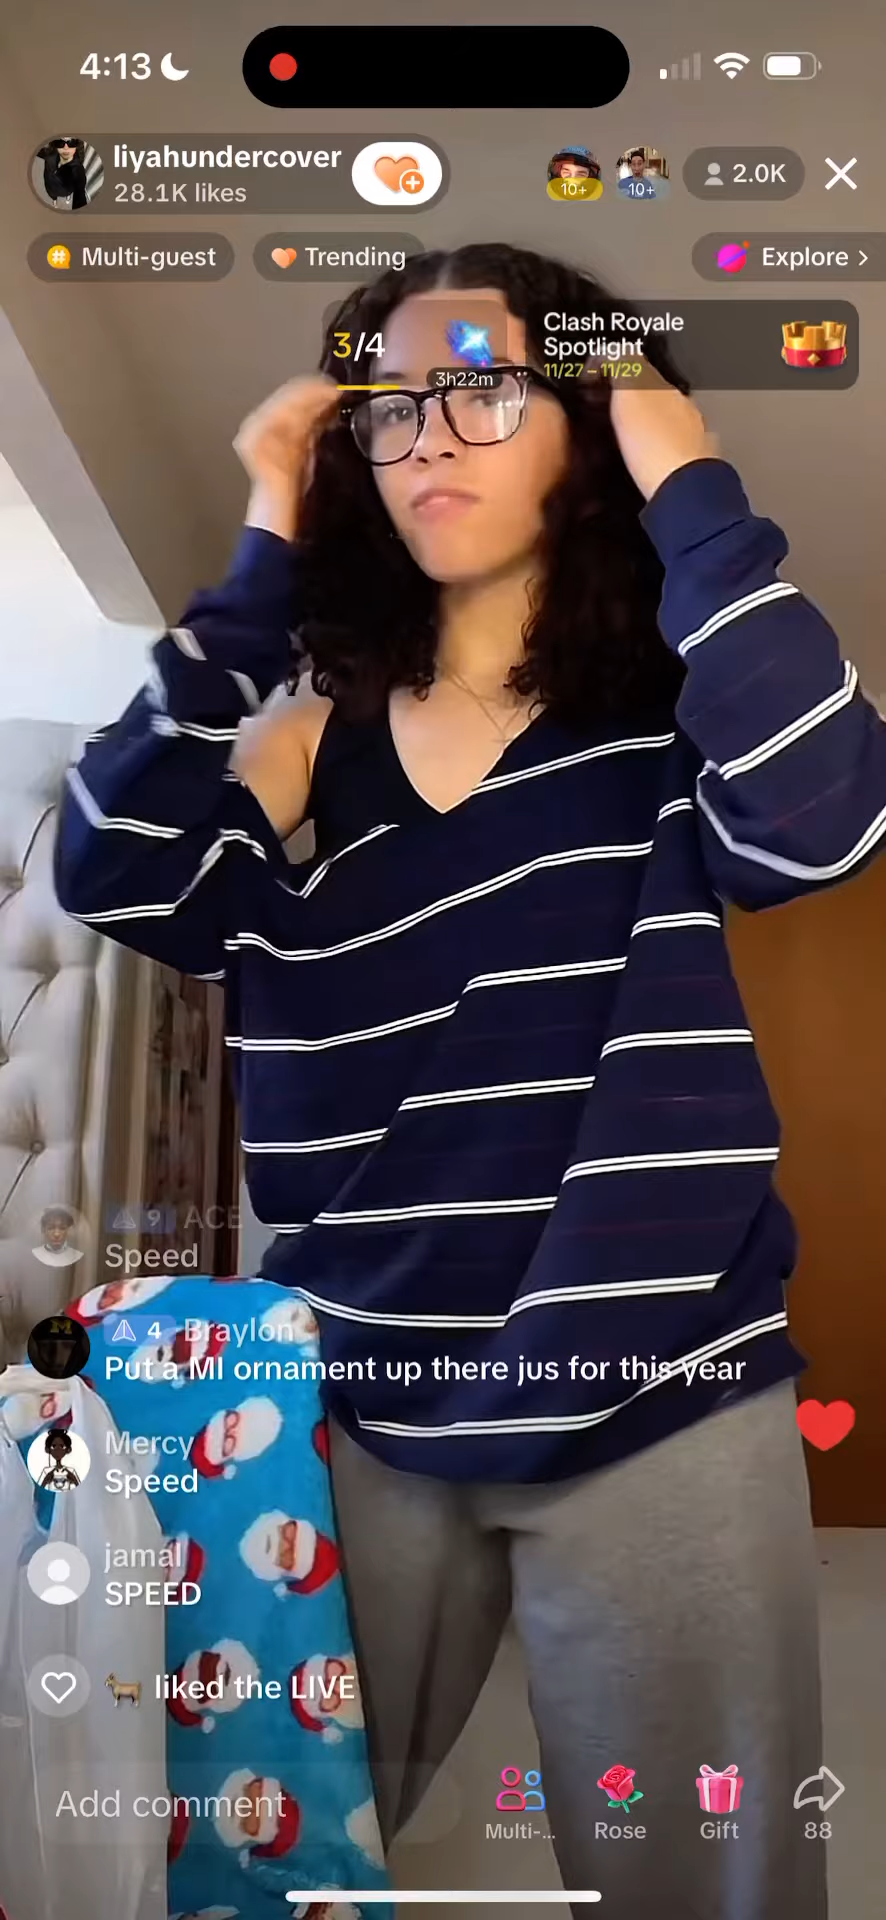 4:13
liyahundercover
28.1K likes
10+
10+
2.0K
Multi-guest
Trending
Explore >
3/4
3h22m
Clash Royale
Spotlight
11/27 – 11/29
9 ACE
Speed
4 Braylon
Put a MI ornament up there jus for this year
Mercy
Speed
jamal
SPEED
liked the LIVE
Add comment
Multi-...
Rose
Gift
88